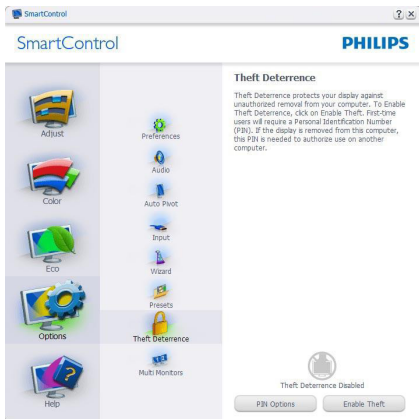 SmartControl
SmartControl
PHILIPS
Adjust
Color
Eco
Options
Help
Preferences
Audio
Auto Pivot
Input
Wizard
Presets
Theft Deterrence
Multi Monitors
Theft Deterrence
Theft Deterrence protects your display against
unauthorized removal from your computer. To Enable
Theft Deterrence, click on Enable Theft. First-time
users will require a Personal Identification Number
(PIN). If the display is removed from this computer,
this PIN is needed to authorize use on another
computer.
Theft Deterrence Disabled
PIN Options
Enable Theft